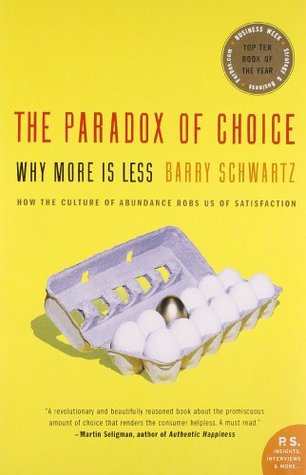 BUSINESS WEEK
Forbes.com
Strategy & Business
TOP TEN
BOOK OF
THE YEAR
THE PARADOX OF CHOICE
WHY MORE IS LESS BARRY SCHWARTZ
HOW THE CULTURE OF ABUNDANCE ROBS US OF SATISFACTION
"A revolutionary and beautifully reasoned book about the promiscuous
amount of choice that renders the consumer helpless. A must read."
—Martin Seligman, author of Authentic Happiness
P.S.
INSIGHTS,
INTERVIEWS
& MORE...